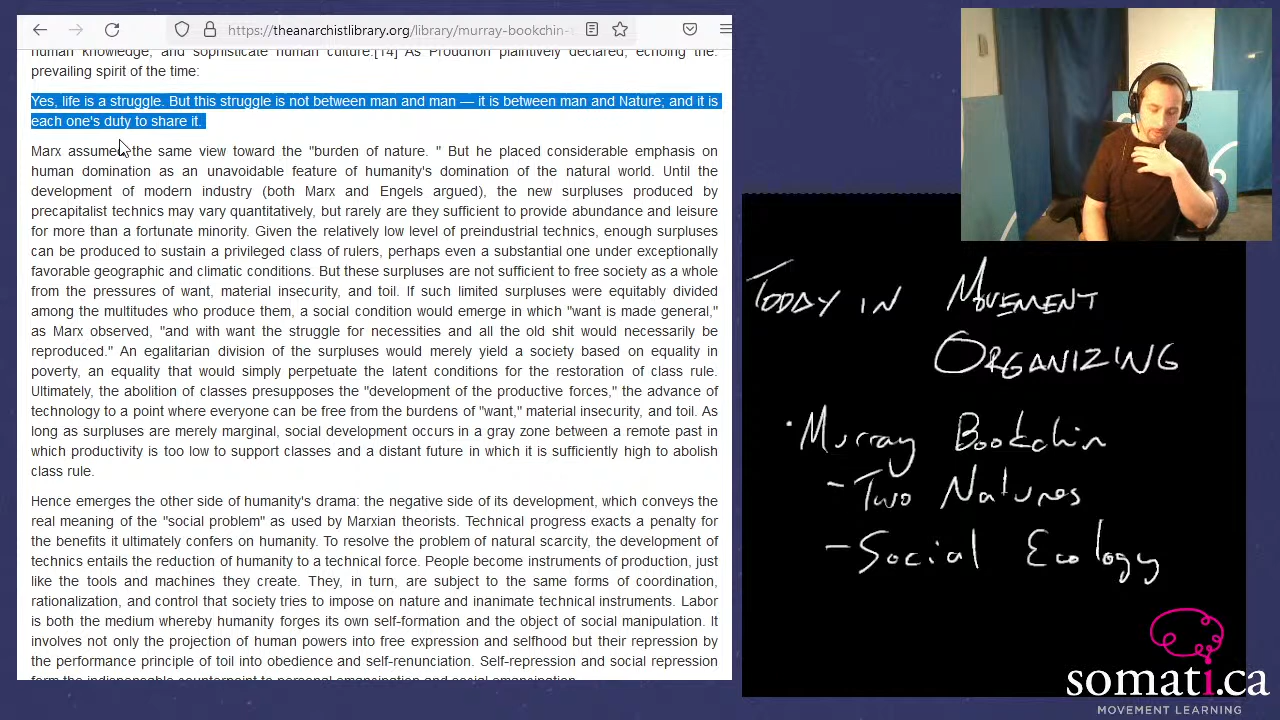 https://theanarchistlibrary.org/library/murray-bookchin-
human knowledge, and sophisticate human culture.[14] As Proudhon plaintively declared, echoing the
prevailing spirit of the time:
Yes, life is a struggle. But this struggle is not between man and man — it is between man and Nature; and it is
each one's duty to share it.
Marx assumed the same view toward the "burden of nature. " But he placed considerable emphasis on
human domination as an unavoidable feature of humanity's domination of the natural world. Until the
development of modern industry (both Marx and Engels argued), the new surpluses produced by
precapitalist technics may vary quantitatively, but rarely are they sufficient to provide abundance and leisure
for more than a fortunate minority. Given the relatively low level of preindustrial technics, enough surpluses
can be produced to sustain a privileged class of rulers, perhaps even a substantial one under exceptionally
favorable geographic and climatic conditions. But these surpluses are not sufficient to free society as a whole
from the pressures of want, material insecurity, and toil. If such limited surpluses were equitably divided
among the multitudes who produce them, a social condition would emerge in which "want is made general,"
as Marx observed, "and with want the struggle for necessities and all the old shit would necessarily be
reproduced." An egalitarian division of the surpluses would merely yield a society based on equality in
poverty, an equality that would simply perpetuate the latent conditions for the restoration of class rule.
Ultimately, the abolition of classes presupposes the "development of the productive forces," the advance of
technology to a point where everyone can be free from the burdens of "want," material insecurity, and toil. As
long as surpluses are merely marginal, social development occurs in a gray zone between a remote past in
which productivity is too low to support classes and a distant future in which it is sufficiently high to abolish
class rule.
Hence emerges the other side of humanity's drama: the negative side of its development, which conveys the
real meaning of the "social problem" as used by Marxian theorists. Technical progress exacts a penalty for
the benefits it ultimately confers on humanity. To resolve the problem of natural scarcity, the development of
technics entails the reduction of humanity to a technical force. People become instruments of production, just
like the tools and machines they create. They, in turn, are subject to the same forms of coordination,
rationalization, and control that society tries to impose on nature and inanimate technical instruments. Labor
is both the medium whereby humanity forges its own self-formation and the object of social manipulation. It
involves not only the projection of human powers into free expression and selfhood but their repression by
the performance principle of toil into obedience and self-renunciation. Self-repression and social repression
TODAY IN MOVEMENT
ORGANIZING
• Murray Bookchin
- Two Natures
- Social Ecology
somati.ca
MOVEMENT LEARNING